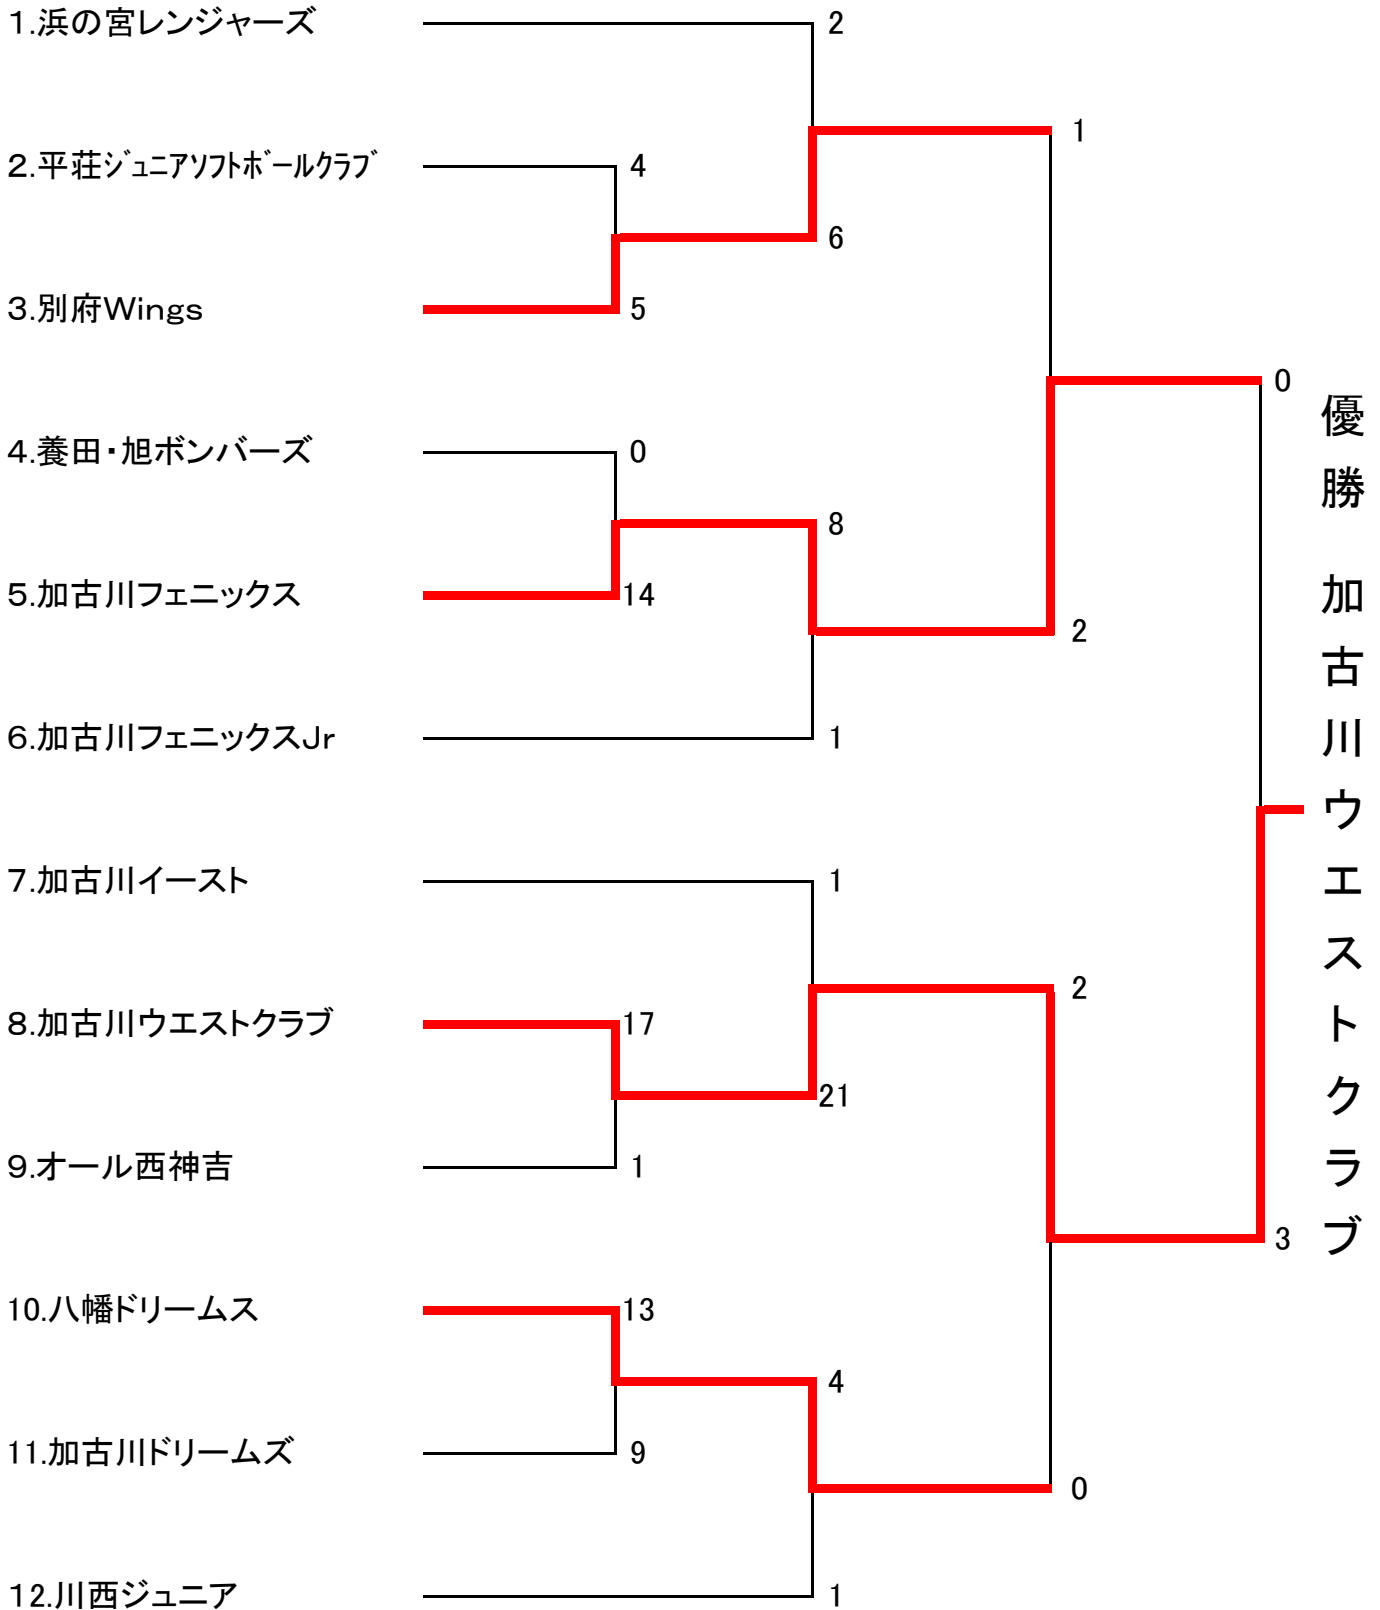 1.浜の宮レンジャーズ
2
1
2.平荘ジュニアソフトボールクラブ
4
6
3.別府Wings
5
0
4.養田・旭ボンバーズ
0
8
5.加古川フェニックス
14
2
6.加古川フェニックスJr
1
7.加古川イースト
1
2
8.加古川ウエストクラブ
17
21
9.オール西神吉
1
3
10.八幡ドリームス
13
4
11.加古川ドリームズ
9
0
12.川西ジュニア
1
優勝 加古川ウエストクラブ